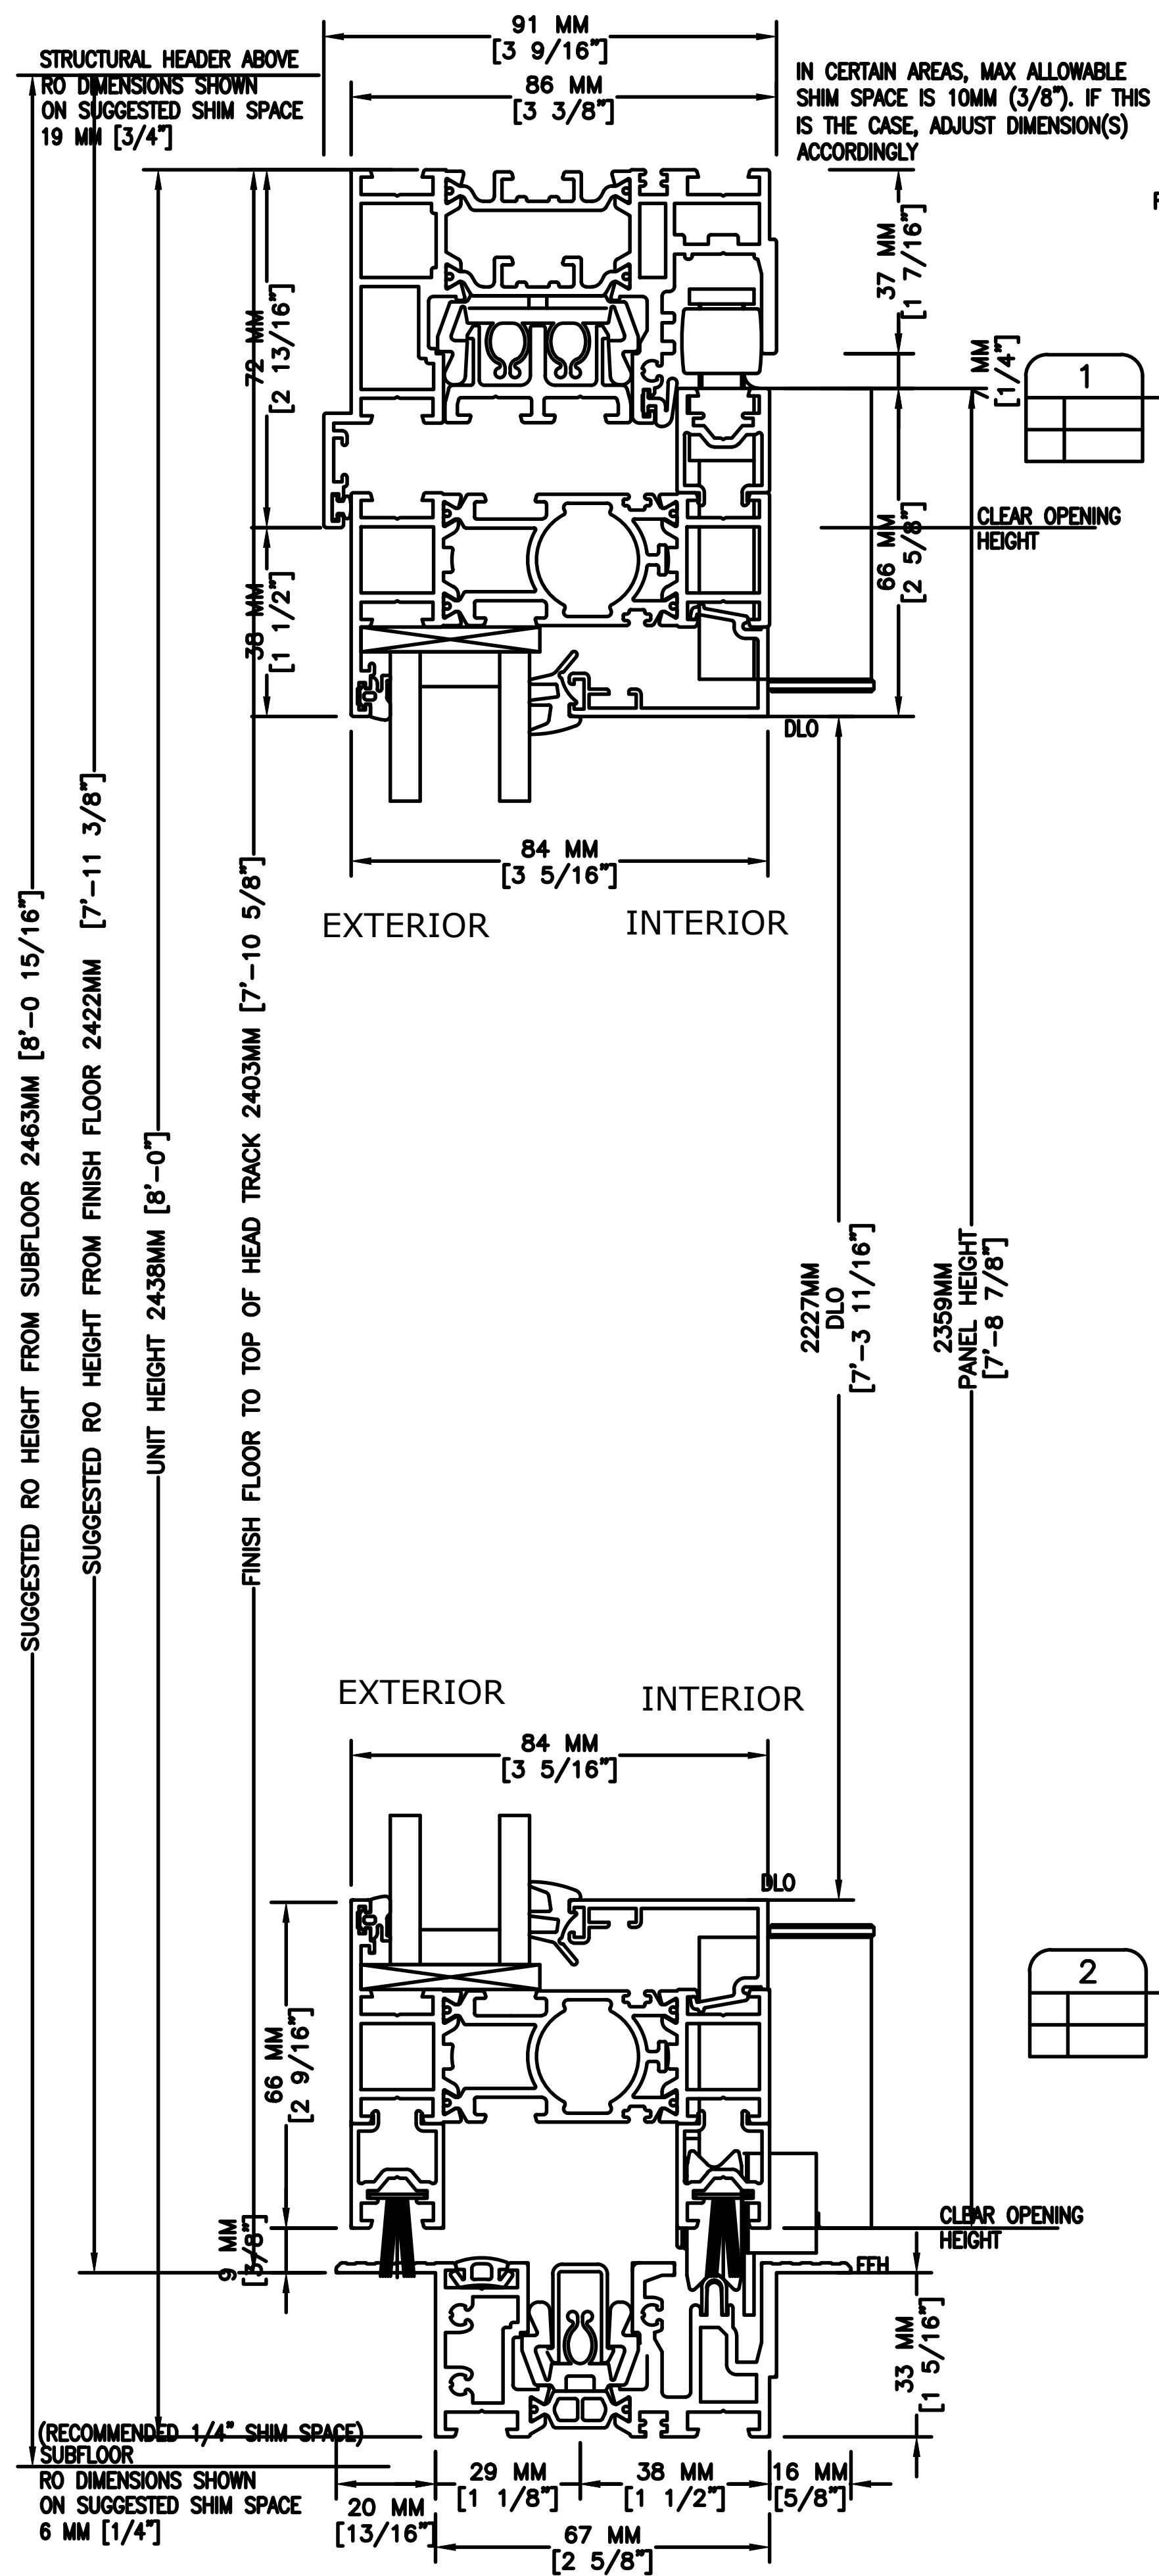 91 MM
[3 9/16"]
STRUCTURAL HEADER ABOVE
RO DIMENSIONS SHOWN
ON SUGGESTED SHIM SPACE
19 MM [3/4"]
86 MM
[3 3/8"]
IN CERTAIN AREAS, MAX ALLOWABLE
SHIM SPACE IS 10MM (3/8"). IF THIS
IS THE CASE, ADJUST DIMENSION(S)
ACCORDINGLY
37 MM
[1 7/16"]
72 MM
[2 13/16"]
7 MM
[1/4"]
1
66 MM
[2 5/8"]
CLEAR OPENING
HEIGHT
38 MM
[1 1/2"]
DLO
84 MM
[3 5/16"]
EXTERIOR
INTERIOR
SUGGESTED RO HEIGHT FROM SUBFLOOR 2463MM [8'-0 15/16"]
SUGGESTED RO HEIGHT FROM FINISH FLOOR 2422MM [7'-11 3/8"]
UNIT HEIGHT 2438MM [8'-0"]
FINISH FLOOR TO TOP OF HEAD TRACK 2403MM [7'-10 5/8"]
2227MM
DLO
[7'-3 11/16"]
2359MM
PANEL HEIGHT
[7'-8 7/8"]
EXTERIOR
INTERIOR
84 MM
[3 5/16"]
DLO
2
66 MM
[2 9/16"]
9 MM
[3/8"]
CLEAR OPENING
HEIGHT
FFH
33 MM
[1 5/16"]
(RECOMMENDED 1/4" SHIM SPACE)
SUBFLOOR
RO DIMENSIONS SHOWN
ON SUGGESTED SHIM SPACE
6 MM [1/4"]
29 MM
[1 1/8"]
38 MM
[1 1/2"]
16 MM
[5/8"]
20 MM
[13/16"]
67 MM
[2 5/8"]